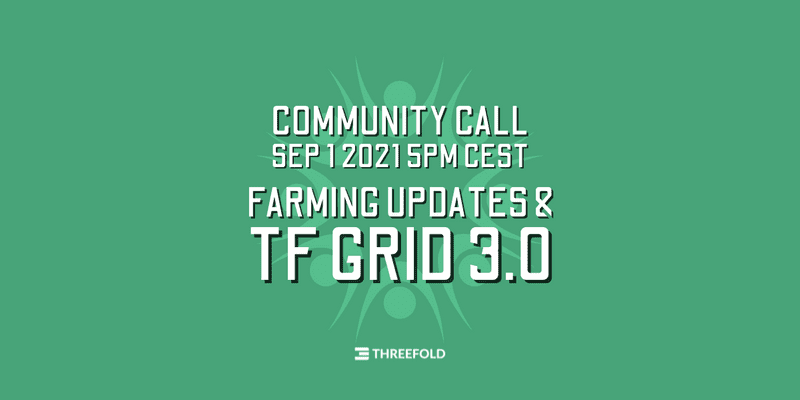 COMMUNITY CALL
SEP 1 2021 5PM CEST
FARMING UPDATES &
TF GRID 3.0
THREEFOLD